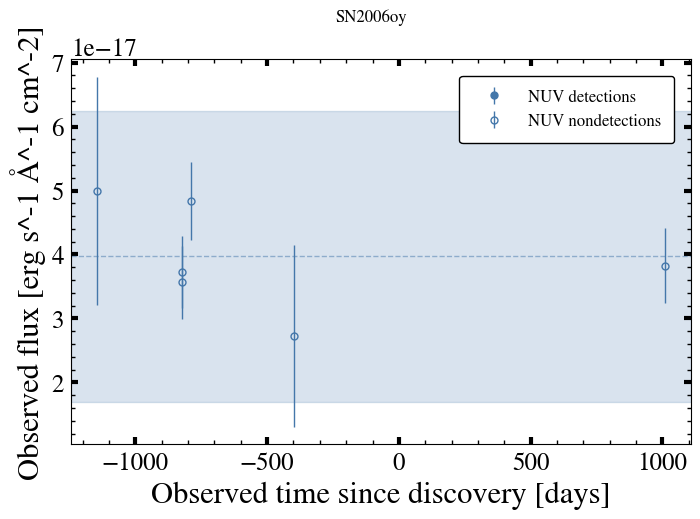 SN2006oy
1e−17
7
6
5
4
3
2
Observed flux [erg s^-1 Å^-1 cm^-2]
NUV detections
NUV nondetections
−1000
−500
0
500
1000
Observed time since discovery [days]